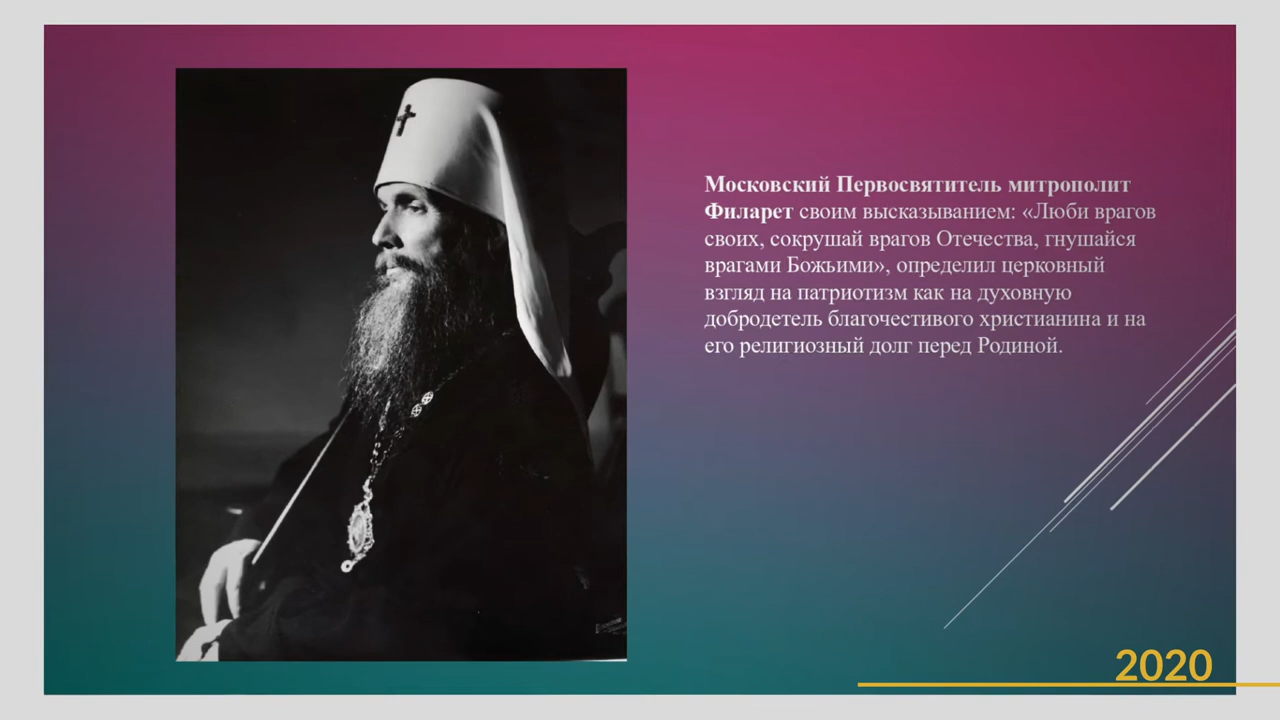 Московский Первосвятитель митрополит
Филарет своим высказыванием: «Люби врагов
своих, сокрушай врагов Отечества, гнушайся
врагами Божьими», определил церковный
взгляд на патриотизм как на духовную
добродетель благочестивого христианина и на
его религиозный долг перед Родиной.
2020